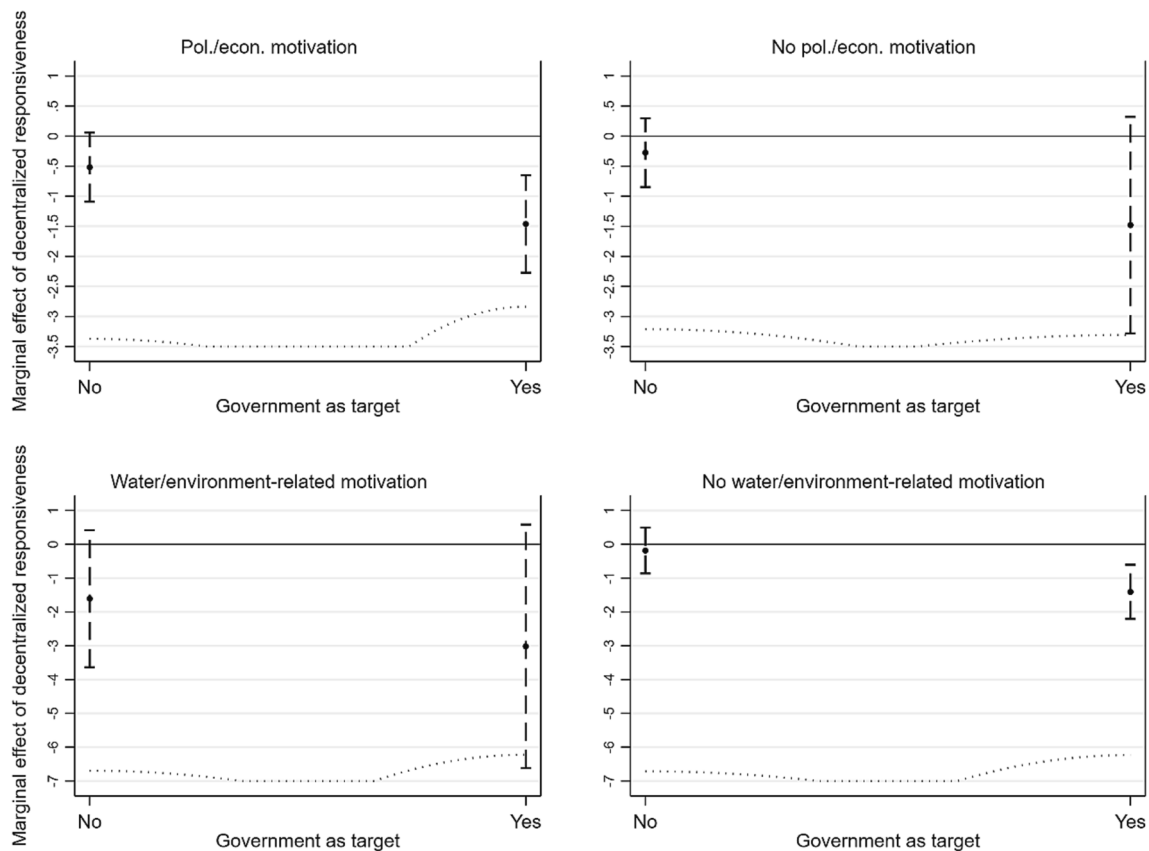 Pol./econ. motivation
Marginal effect of decentralized responsiveness
1
.5
0
-.5
-1
-1.5
-2
-2.5
-3
-3.5
No
Yes
Government as target
No pol./econ. motivation
1
.5
0
-.5
-1
-1.5
-2
-2.5
-3
-3.5
No
Yes
Government as target
Water/environment-related motivation
Marginal effect of decentralized responsiveness
1
0
-1
-2
-3
-4
-5
-6
-7
No
Yes
Government as target
No water/environment-related motivation
1
0
-1
-2
-3
-4
-5
-6
-7
No
Yes
Government as target